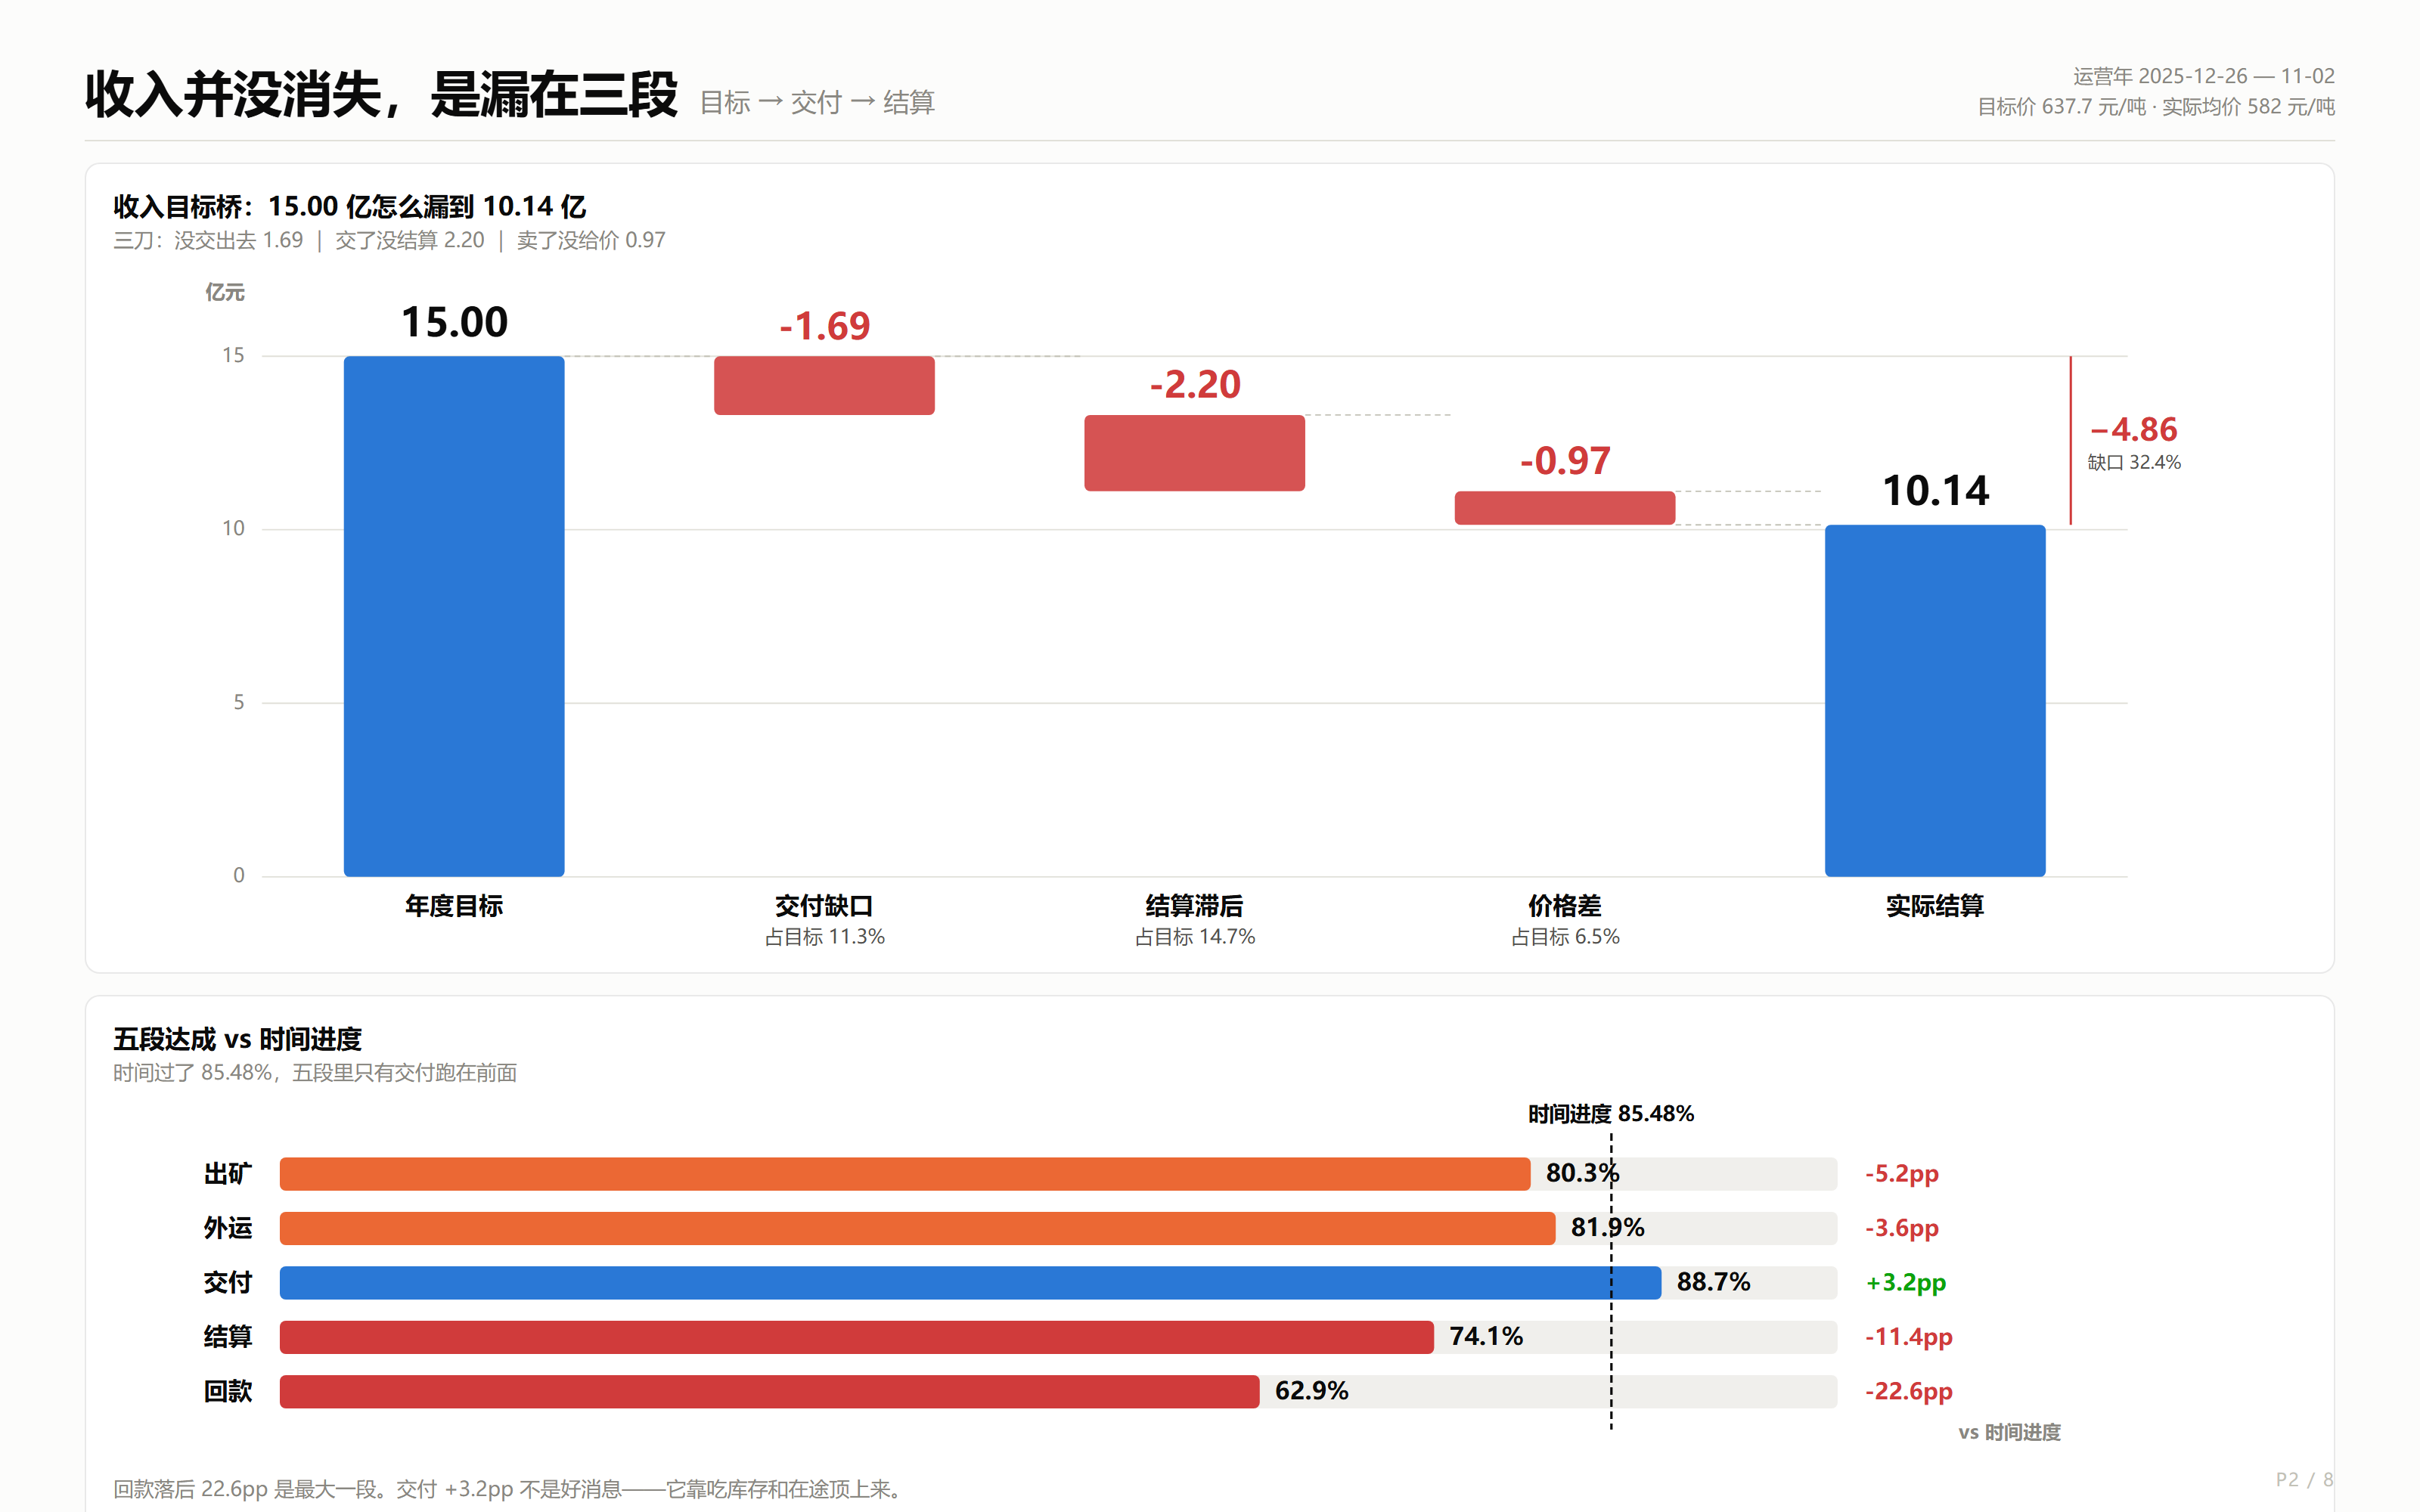 收入并没消失，是漏在三段 目标 → 交付 → 结算
运营年 2025-12-26 — 11-02
目标价 637.7 元/吨 · 实际均价 582 元/吨
收入目标桥：15.00 亿怎么漏到 10.14 亿
三刀：没交出去 1.69 ｜ 交了没结算 2.20 ｜ 卖了没给价 0.97
亿元
15.00
-1.69
-2.20
-0.97
10.14
−4.86
缺口 32.4%
15
10
5
0
年度目标
交付缺口
占目标 11.3%
结算滞后
占目标 14.7%
价格差
占目标 6.5%
实际结算
五段达成 vs 时间进度
时间过了 85.48%，五段里只有交付跑在前面
时间进度 85.48%
出矿 80.3% -5.2pp
外运 81.9% -3.6pp
交付 88.7% +3.2pp
结算 74.1% -11.4pp
回款 62.9% -22.6pp
vs 时间进度
回款落后 22.6pp 是最大一段。交付 +3.2pp 不是好消息——它靠吃库存和在途顶上来。
P2 / 8